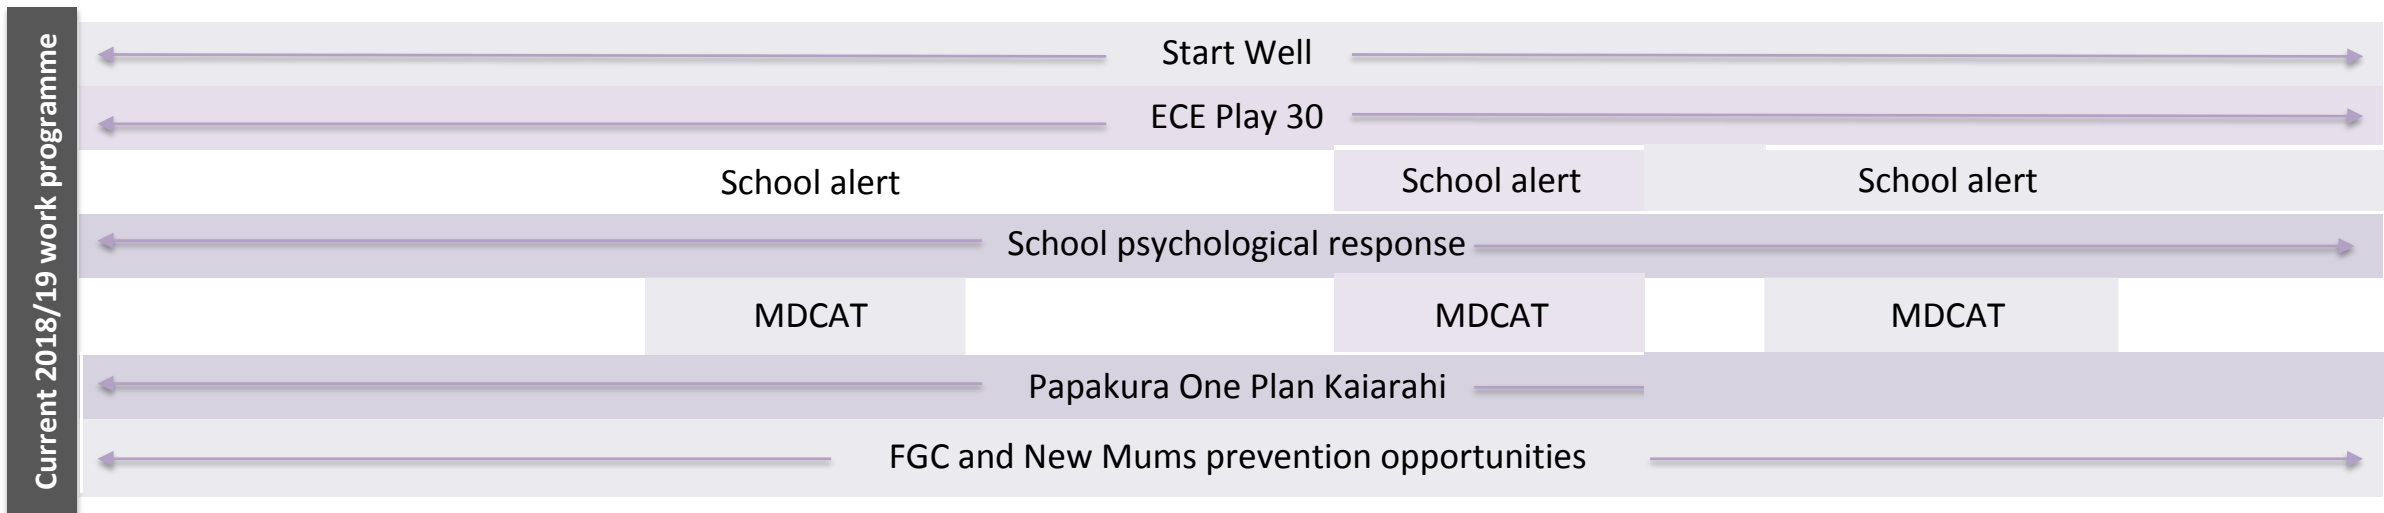 Current 2018/19 work programme
Start Well
ECE Play 30
School alert School alert School alert
School psychological response
MDCAT MDCAT MDCAT
Papakura One Plan Kaiarahi
FGC and New Mums prevention opportunities